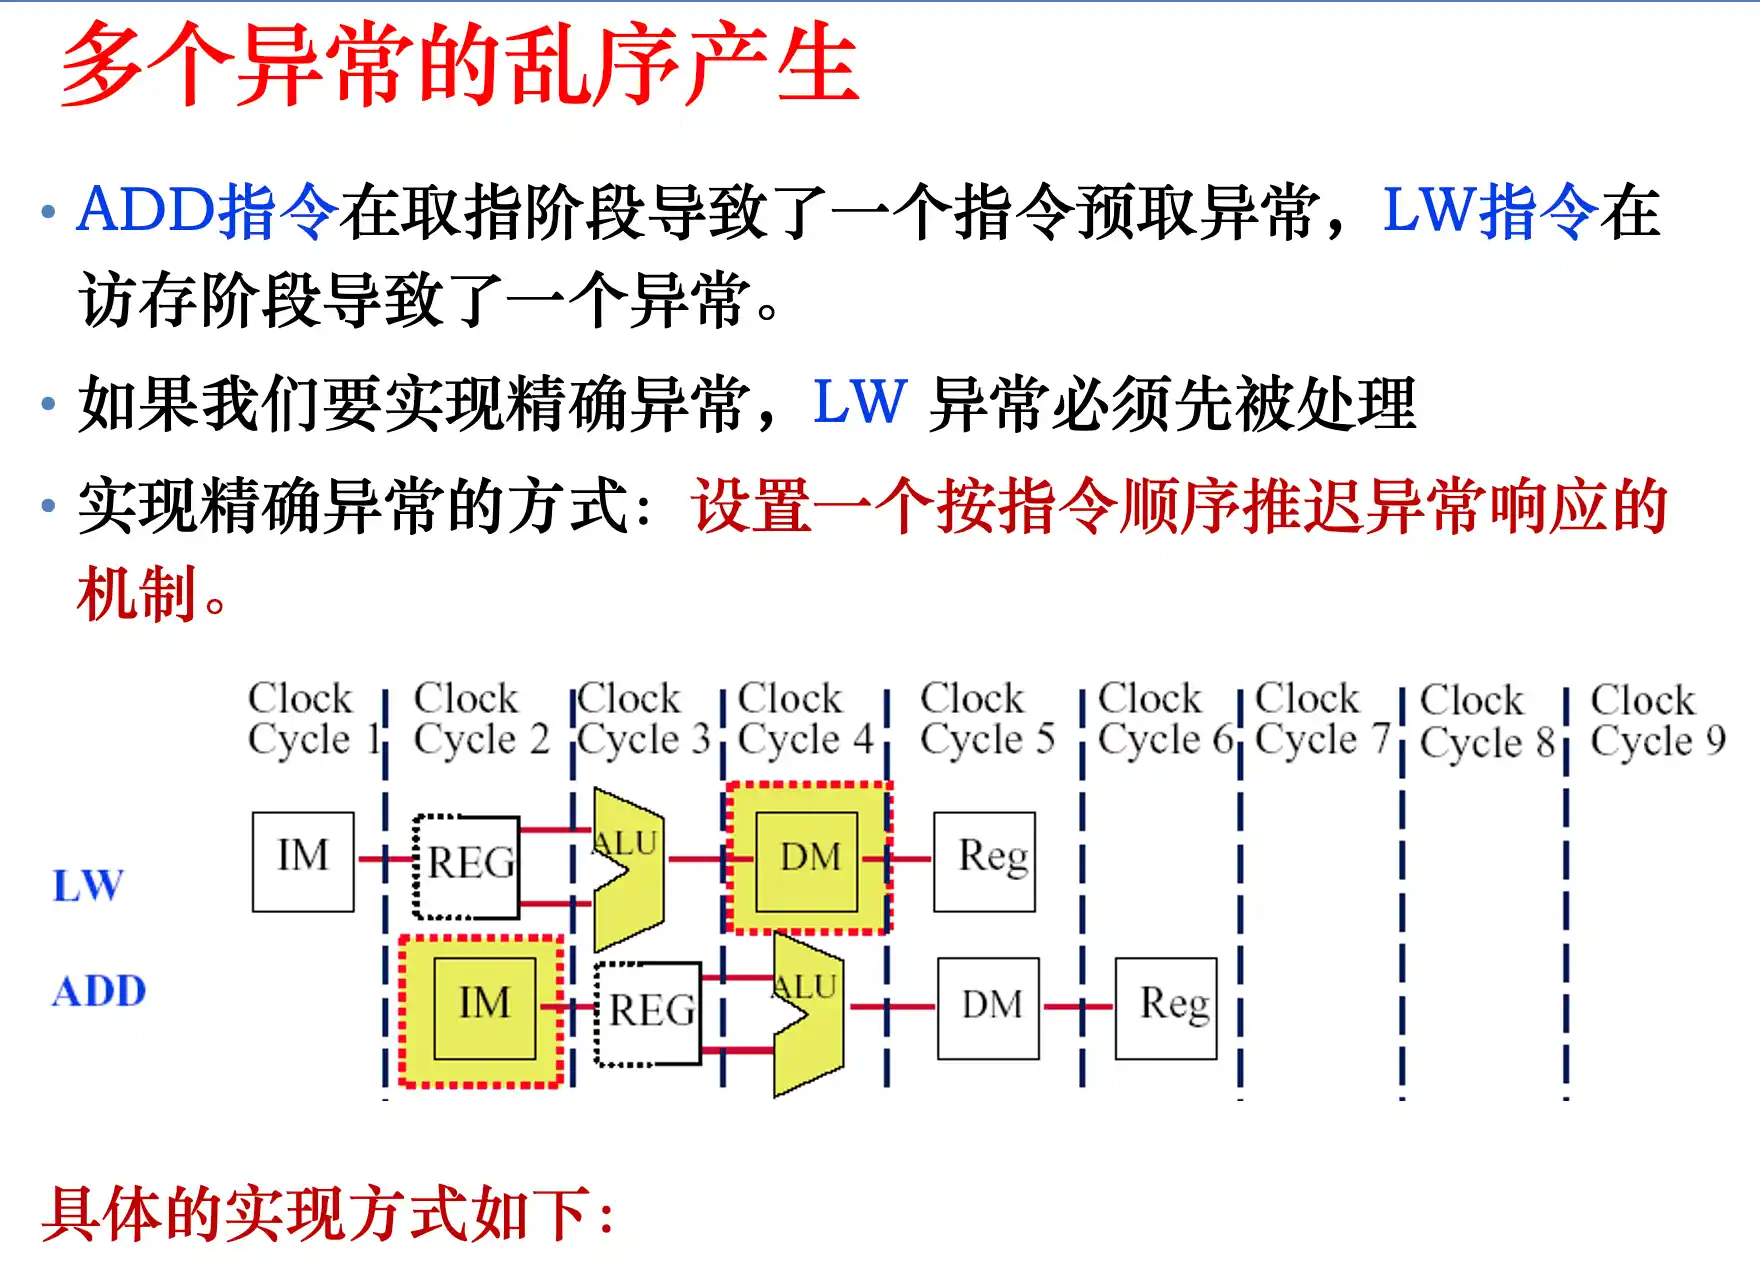 多个异常的乱序产生
• ADD指令在取指阶段导致了一个指令预取异常，LW指令在
访存阶段导致了一个异常。
• 如果我们要实现精确异常，LW 异常必须先被处理
• 实现精确异常的方式：设置一个按指令顺序推迟异常响应的
机制。
Clock Clock Clock Clock Clock Clock Clock Clock Clock
Cycle 1 Cycle 2 Cycle 3 Cycle 4 Cycle 5 Cycle 6 Cycle 7 Cycle 8 Cycle 9
LW IM REG ALU DM Reg
ADD IM REG ALU DM Reg
具体的实现方式如下：